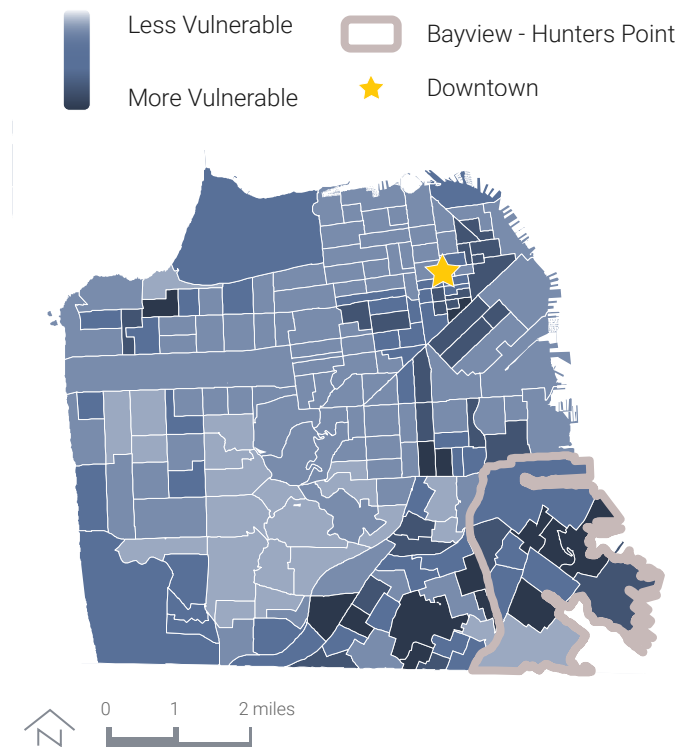 Less Vulnerable
Bayview - Hunters Point
More Vulnerable
Downtown
N
0 1 2 miles